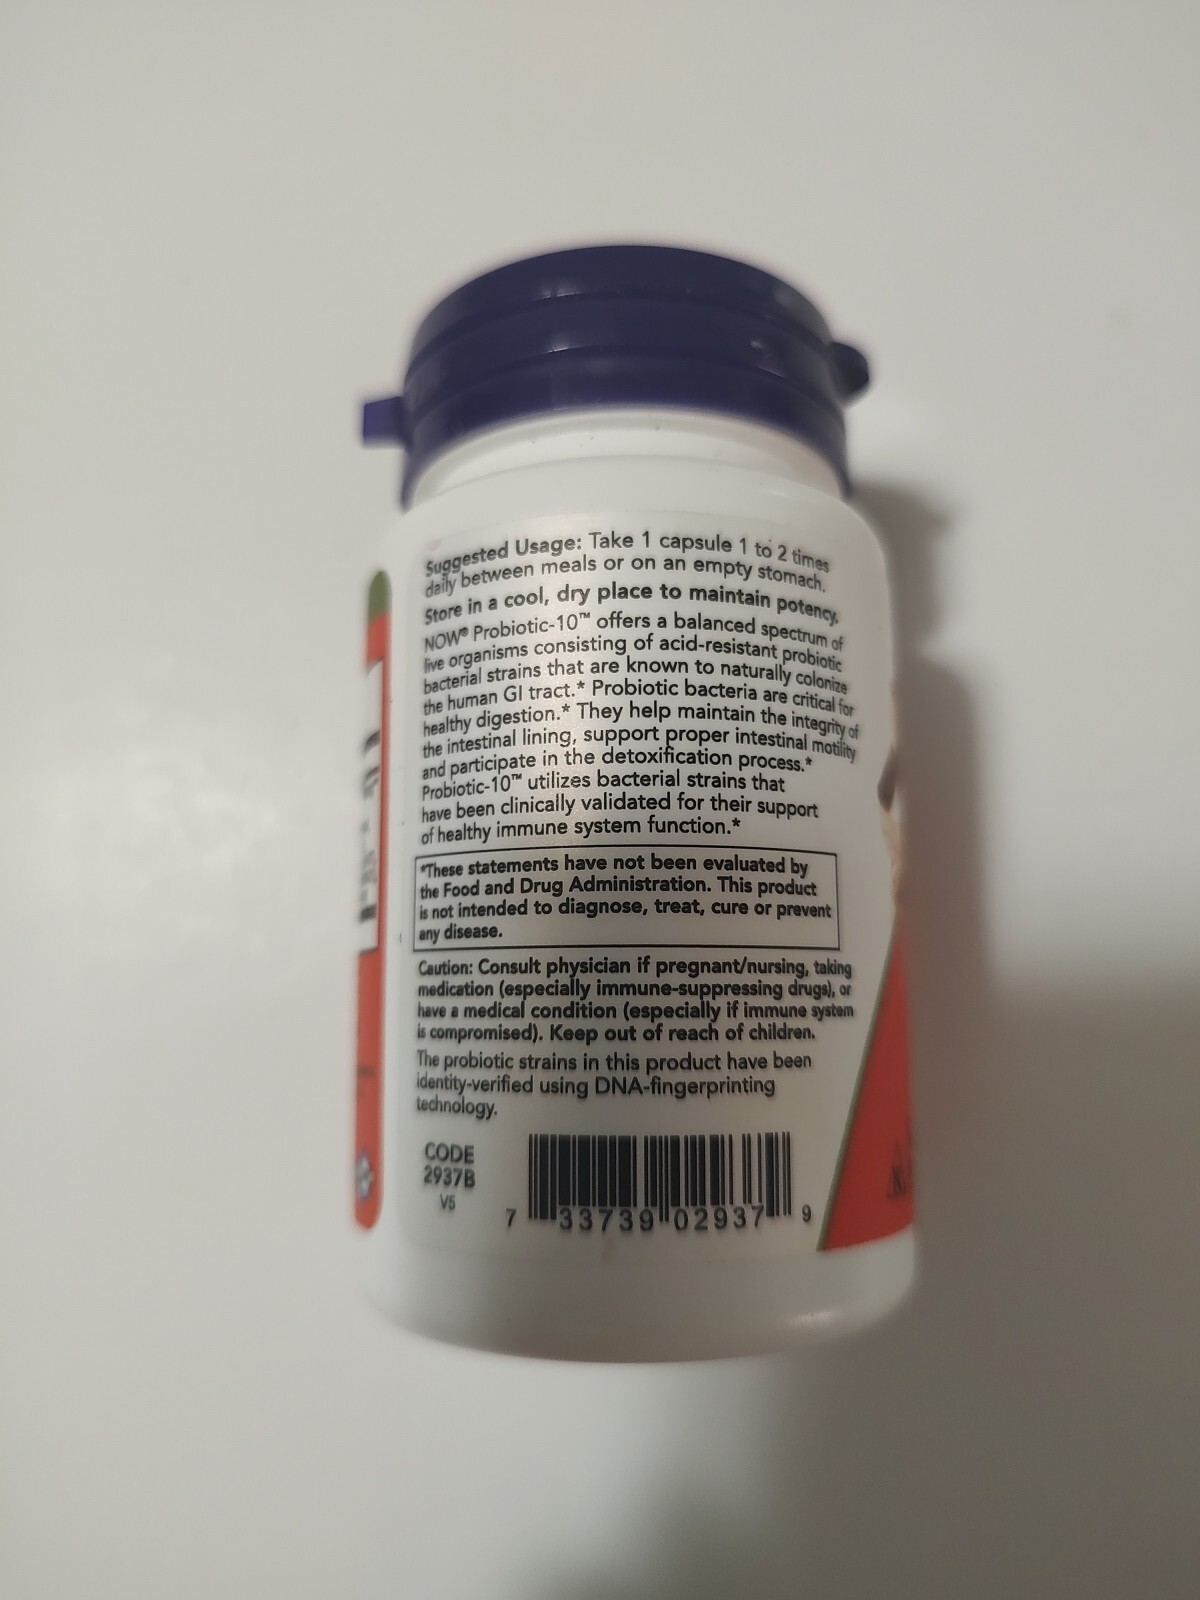 Suggested Usage: Take 1 capsule 1 to 2 times
daily between meals or on an empty stomach.
Store in a cool, dry place to maintain potency.
NOW® Probiotic-10™ offers a balanced spectrum of
live organisms consisting of acid-resistant probiotic
bacterial strains that are known to naturally colonize
the human GI tract.* Probiotic bacteria are critical for
healthy digestion.* They help maintain the integrity of
the intestinal lining, support proper intestinal motility
and participate in the detoxification process.*
Probiotic-10™ utilizes bacterial strains that
have been clinically validated for their support
of healthy immune system function.*
*These statements have not been evaluated by
the Food and Drug Administration. This product
is not intended to diagnose, treat, cure or prevent
any disease.
Caution: Consult physician if pregnant/nursing, taking
medication (especially immune-suppressing drugs), or
have a medical condition (especially if immune system
is compromised). Keep out of reach of children.
The probiotic strains in this product have been
identity-verified using DNA-fingerprinting
technology.
CODE
2937B
V5
7 33739 02937 9